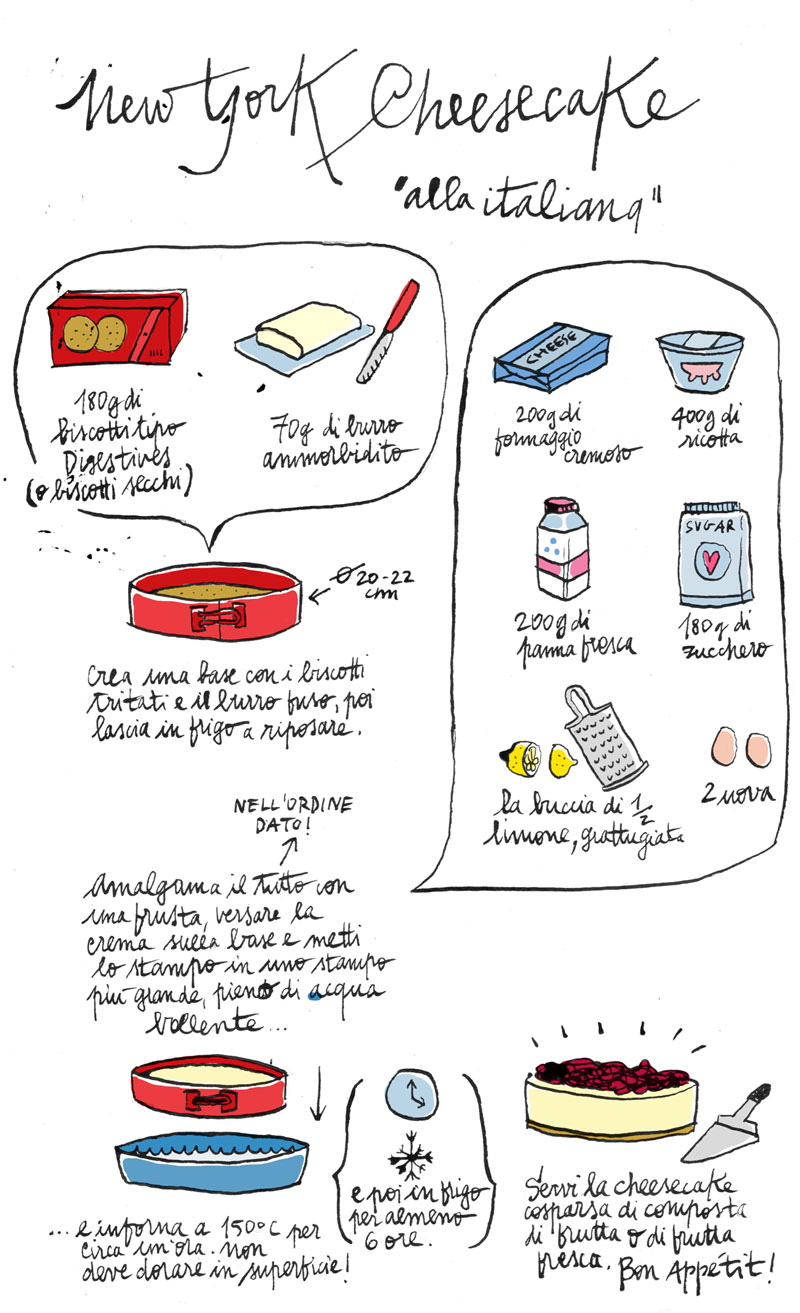 New York Cheesecake
"alla italiana"
180g di
biscotti tipo
Digestives
(o biscotti secchi)
70g di burro
ammorbidito
Ø 20-22
cm
Crea una base con i biscotti
tritati e il burro fuso, poi
lascia in frigo a riposare.
CHEESE
200g di
formaggio
cremoso
400g di
ricotta
200g di
panna fresca
SUGAR
180g di
zucchero
la buccia di 1/2
limone, grattugiata
2 uova
NELL'ORDINE
DATO!
Amalgama il tutto con
una frusta, versare la
crema sulla base e metti
lo stampo in uno stampo
più grande, pieno di acqua
bollente...
... e inforna a 150°C per
circa un'ora. non
deve dorare in superficie!
e poi in frigo
per almeno
6 ore.
Servi la cheesecake
cosparsa di composta
di frutta o di frutta
fresca. Bon Appétit!